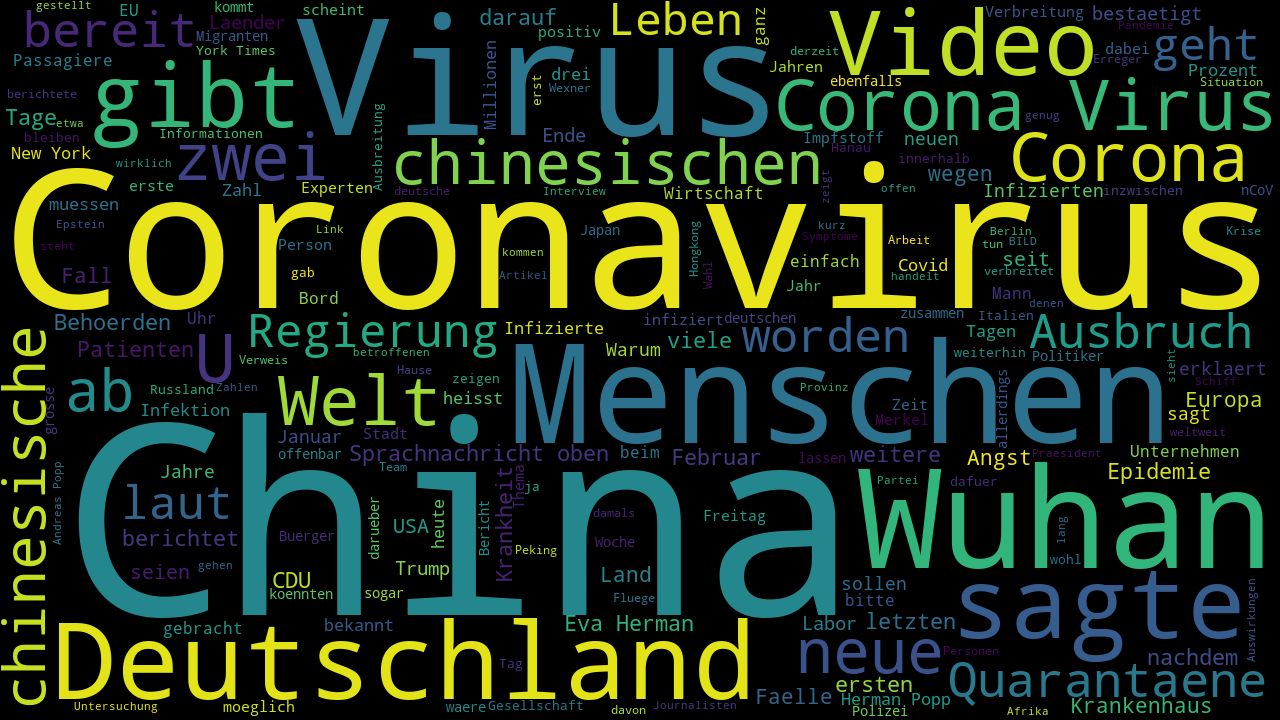 gestellt
EU
kommt
scheint
darauf
Leben
ganz
Verbreitung
bestaetigt
bereit
Laender
Virus
positiv
Video
Pandemie
Migranten
York Times
Passagiere
Millionen
derzeit
dabei
geht
Erreger
gibt
drei
Jahren
Prozent
erst
Wexner
ebenfalls
Situation
berichtete
Corona Virus
Tage
etwa
Ausbreitung
genug
bleiben
Informationen
Ende
Impfstoff
neuen
New York
zwei
chinesischen
Hanau
Corona
wirklich
innerhalb
wegen
erste
Zahl
Experten
deutsche
Interview
Wirtschaft
zeigt
offen
Infizierten
inzwischen
nCoV
muessen
Coronavirus
Epstein
Link
Japan
kurz
Berlin
Krise
steht
Person
kommen
Hongkong
Symptome
Arbeit
tun
BILD
Fall
gab
Artikel
Wahl
einfach
Covid
seit
handelt
verbreitet
Bord
Jahr
Mann
denen
Behoerden
Uhr
Regierung
Infizierte
infiziert
deutschen
zusammen
Italien
chinesische
U
worden
Tagen
Ausbruch
Patienten
Verweis
betroffenen
Warum
viele
weiterhin
Politiker
sieht
erklaert
ab
Russland
Zahlen
Welt
Hause
zeigen
Menschen
Provinz
Schiff
grosse
Infektion
heisst
Zeit
allerdings
Europa
Merkel
sagt
Januar
Stadt
weltweit
offenbar
Sprachnachricht oben
beim
Februar
lassen
weitere
Angst
Praesident
Unternehmen
Andreas Popp
Jahre
China
Team
Krankheit
Thema
ja
Partei
Wuhan
dafuer
Epidemie
laut
darueber
USA
heute
Bericht
damals
Freitag
lang
berichtet
Buerger
Peking
Woche
wohl
seien
gehen
CDU
Trump
Land
sollen
sagte
Auswirkungen
koennten
sogar
Fluege
bitte
gebracht
bekannt
Eva Herman
Labor
letzten
Deutschland
Tag
neue
Personen
nachdem
ersten
Quarantaene
Untersuchung
moeglich
waere
Gesellschaft
davon
Journalisten
Faelle
Herman Popp
Polizei
Afrika
Krankenhaus